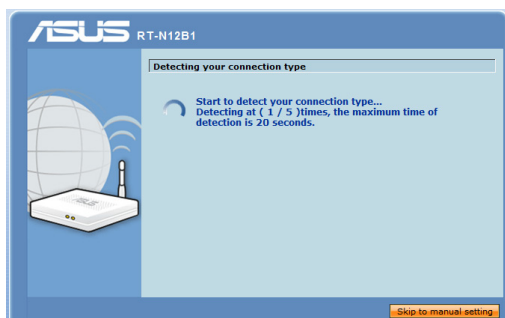 ASUS RT-N12B1
Detecting your connection type
Start to detect your connection type...
Detecting at ( 1 / 5 )times, the maximum time of
detection is 20 seconds.
ASUS
Skip to manual setting